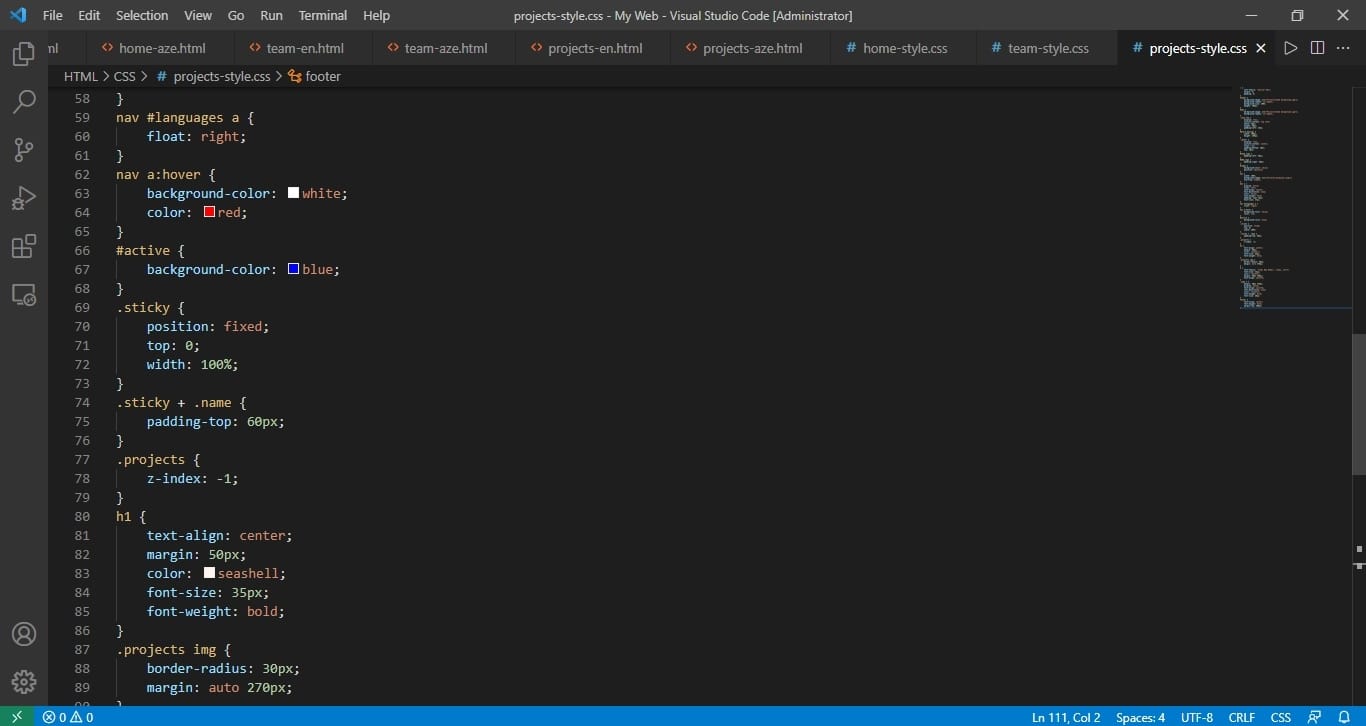 File Edit Selection View Go Run Terminal Help projects-style.css - My Web - Visual Studio Code [Administrator]
ml <> home-aze.html <> team-en.html <> team-aze.html <> projects-en.html <> projects-aze.html # home-style.css # team-style.css # projects-style.css
HTML > CSS > # projects-style.css > footer
58 }
59 nav #languages a {
60 float: right;
61 }
62 nav a:hover {
63 background-color: white;
64 color: red;
65 }
66 #active {
67 background-color: blue;
68 }
69 .sticky {
70 position: fixed;
71 top: 0;
72 width: 100%;
73 }
74 .sticky + .name {
75 padding-top: 60px;
76 }
77 .projects {
78 z-index: -1;
79 }
80 h1 {
81 text-align: center;
82 margin: 50px;
83 color: seashell;
84 font-size: 35px;
85 font-weight: bold;
86 }
87 .projects img {
88 border-radius: 30px;
89 margin: auto 270px;
90 }
0 0 Ln 111, Col 2 Spaces: 4 UTF-8 CRLF CSS